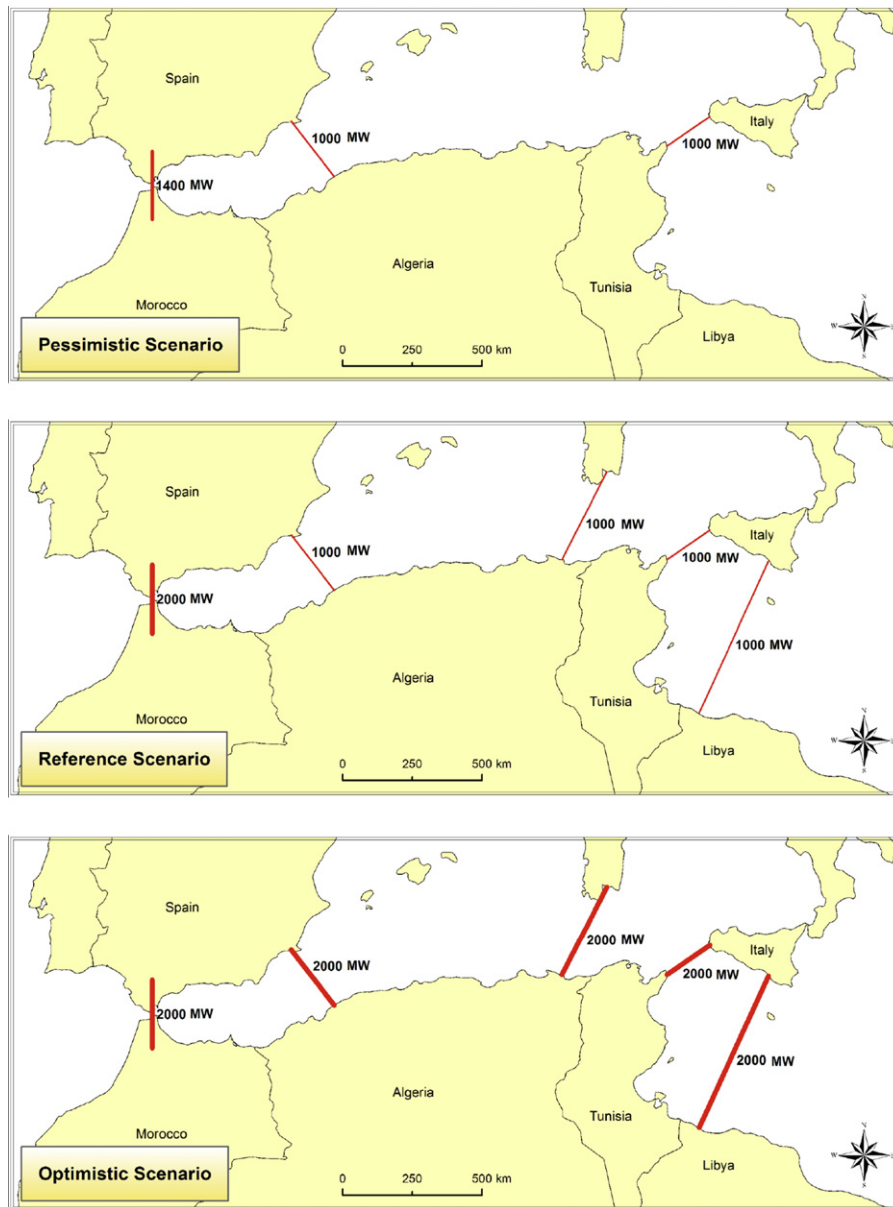 Spain
Italy
1000 MW
1000 MW
1400 MW
Algeria
Tunisia
Morocco
Libya
N
W
E
S
Pessimistic Scenario
0 250 500 km
Spain
1000 MW
Italy
1000 MW
1000 MW
2000 MW
1000 MW
Algeria
Tunisia
Morocco
Libya
N
W
E
S
Reference Scenario
0 250 500 km
Spain
2000 MW
Italy
2000 MW
2000 MW
2000 MW
2000 MW
Algeria
Tunisia
Morocco
Libya
N
W
E
S
Optimistic Scenario
0 250 500 km